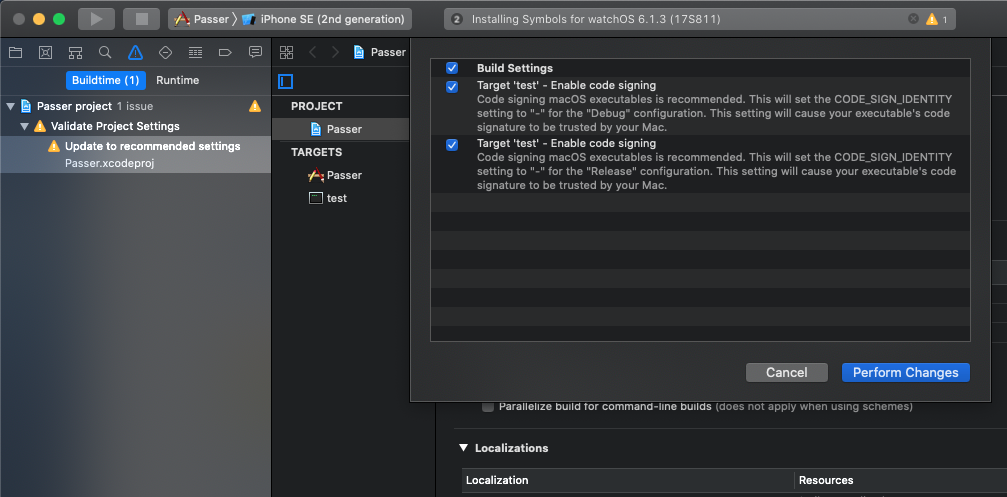 Passer iPhone SE (2nd generation)
2 Installing Symbols for watchOS 6.1.3 (17S811) 1
Buildtime (1) Runtime
Passer project 1 issue
Validate Project Settings
Update to recommended settings
Passer.xcodeproj
Passer
PROJECT
Passer
TARGETS
Passer
test
Build Settings
Target 'test' - Enable code signing
Code signing macOS executables is recommended. This will set the CODE_SIGN_IDENTITY
setting to "-" for the "Debug" configuration. This setting will cause your executable's code
signature to be trusted by your Mac.
Target 'test' - Enable code signing
Code signing macOS executables is recommended. This will set the CODE_SIGN_IDENTITY
setting to "-" for the "Release" configuration. This setting will cause your executable's code
signature to be trusted by your Mac.
Cancel Perform Changes
Parallelize build for command-line builds (does not apply when using schemes)
Localizations
Localization Resources